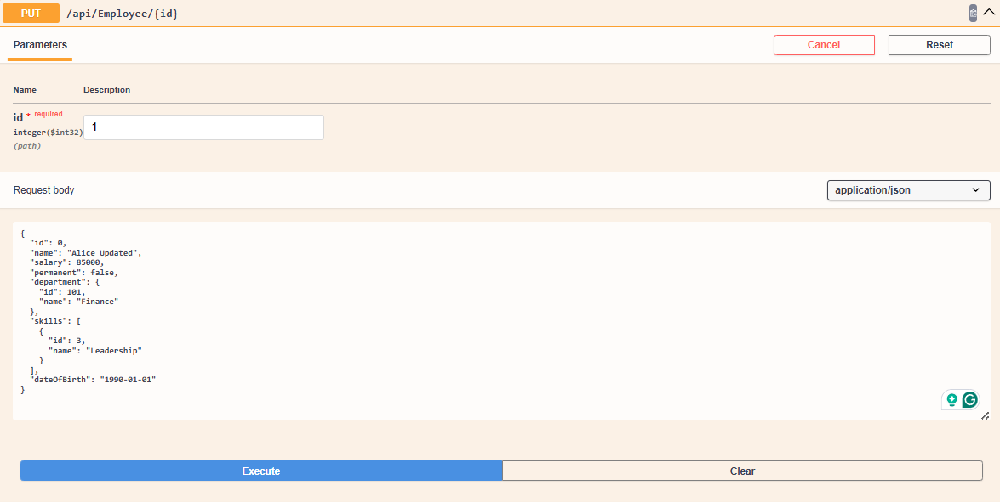 PUT /api/Employee/{id}
Parameters
Cancel
Reset
Name Description
id * required
integer($int32)
(path)
1
Request body
application/json
{
  "id": 0,
  "name": "Alice Updated",
  "salary": 85000,
  "permanent": false,
  "department": {
    "id": 101,
    "name": "Finance"
  },
  "skills": [
    {
      "id": 3,
      "name": "Leadership"
    }
  ],
  "dateOfBirth": "1990-01-01"
}
Execute
Clear